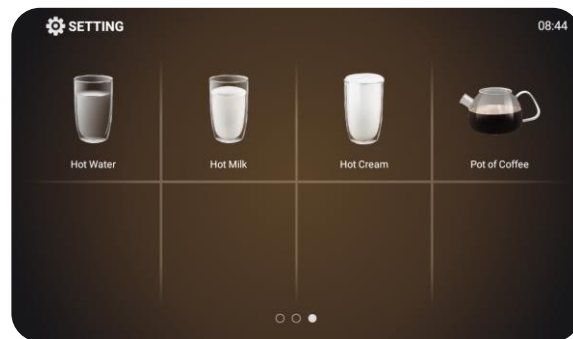 SETTING
08:44
Hot Water
Hot Milk
Hot Cream
Pot of Coffee